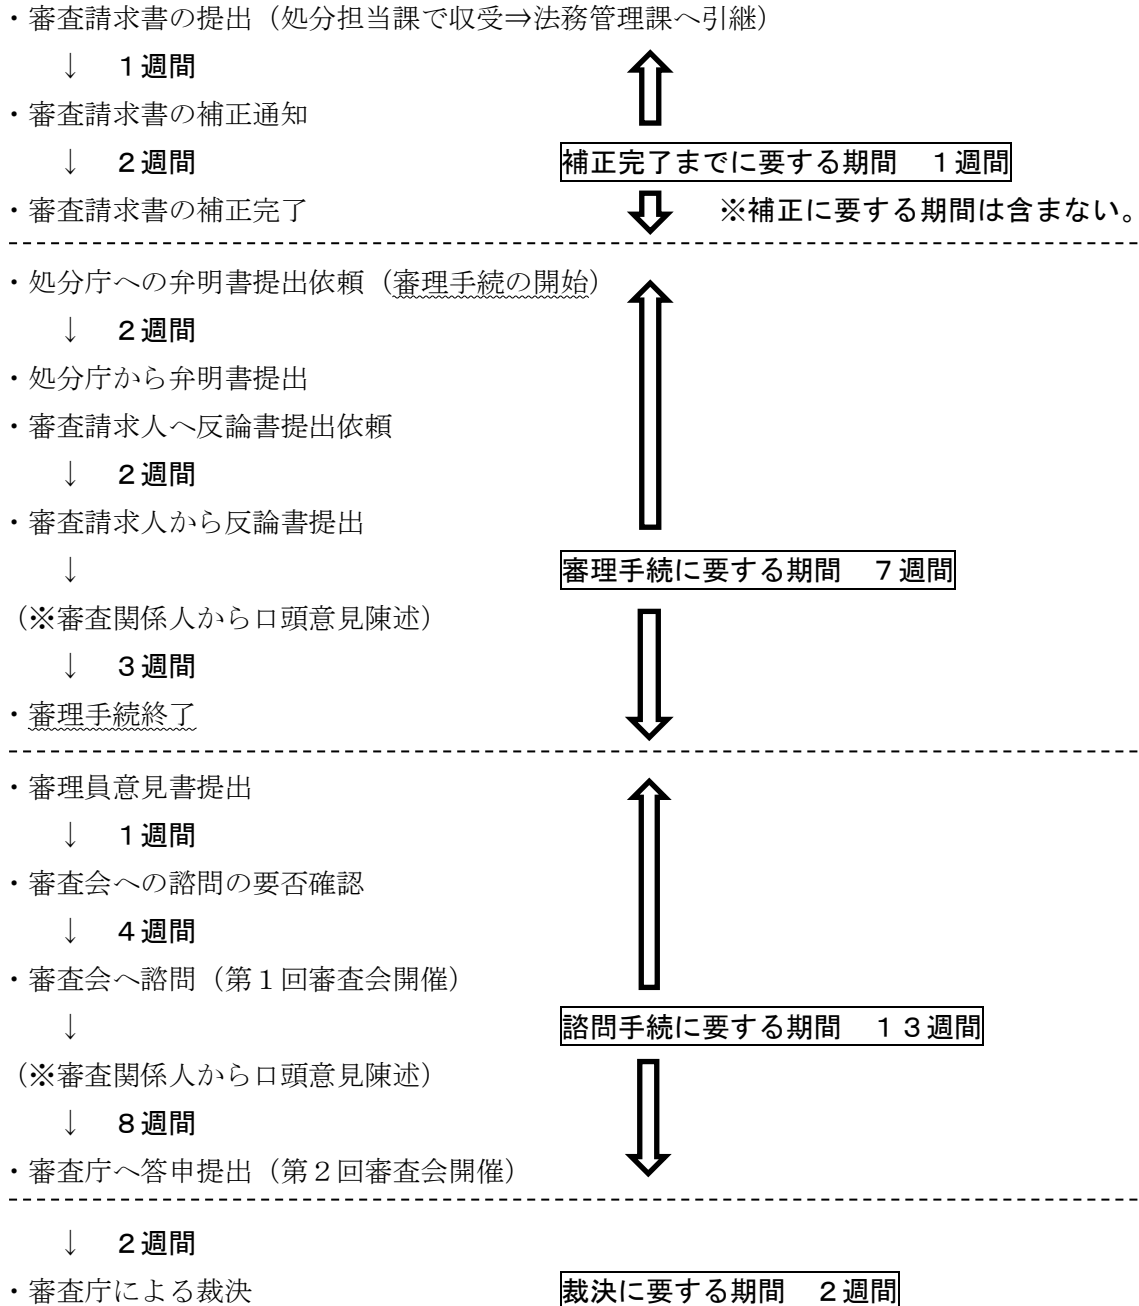 ・審査請求書の提出（処分担当課で収受⇒法務管理課へ引継）
↓　１週間
・審査請求書の補正通知
↓　２週間　補正完了までに要する期間　１週間
・審査請求書の補正完了　※補正に要する期間は含まない。
・処分庁への弁明書提出依頼（審理手続の開始）
↓　２週間
・処分庁から弁明書提出
・審査請求人へ反論書提出依頼
↓　２週間
・審査請求人から反論書提出
↓　審理手続に要する期間　７週間
（※審査関係人から口頭意見陳述）
↓　３週間
・審理手続終了
・審理員意見書提出
↓　１週間
・審査会への諮問の要否確認
↓　４週間
・審査会へ諮問（第１回審査会開催）
↓　諮問手続に要する期間　１３週間
（※審査関係人から口頭意見陳述）
↓　８週間
・審査庁へ答申提出（第２回審査会開催）
↓　２週間
・審査庁による裁決　裁決に要する期間　２週間